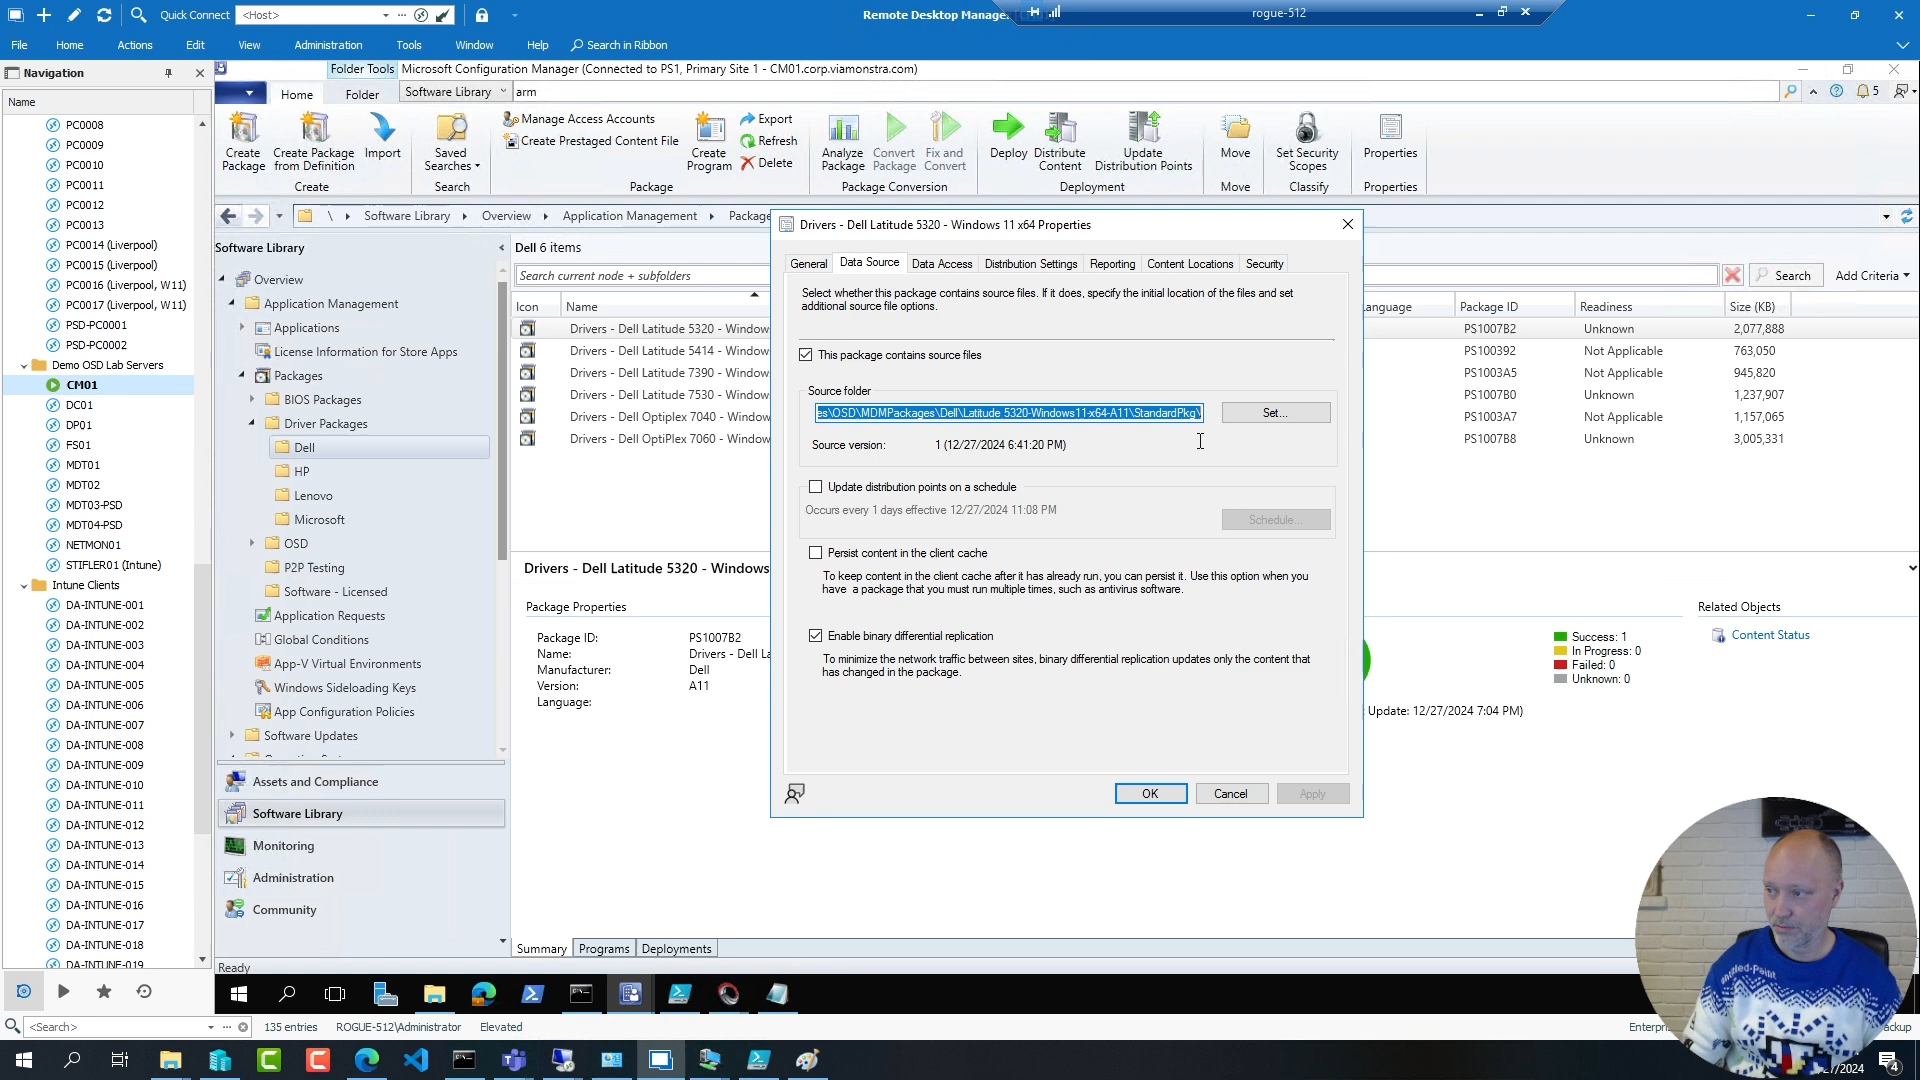 Quick Connect
<Host>
Remote Desktop Manage
rogue-512
File
Home
Actions
Edit
View
Administration
Tools
Window
Help
Search in Ribbon
Navigation
Folder Tools
Microsoft Configuration Manager (Connected to PS1, Primary Site 1 - CM01.corp.viamonstra.com)
Home
Folder
Software Library
arm
5
Name
PC0008
PC0009
PC0010
PC0011
PC0012
PC0013
PC0014 (Liverpool)
PC0015 (Liverpool)
PC0016 (Liverpool, W11)
PC0017 (Liverpool, W11)
PSD-PC0001
PSD-PC0002
Demo OSD Lab Servers
CM01
DC01
DP01
FS01
MDT01
MDT02
MDT03-PSD
MDT04-PSD
NETMON01
STIFLER01 (Intune)
Intune Clients
DA-INTUNE-001
DA-INTUNE-002
DA-INTUNE-003
DA-INTUNE-004
DA-INTUNE-005
DA-INTUNE-006
DA-INTUNE-007
DA-INTUNE-008
DA-INTUNE-009
DA-INTUNE-010
DA-INTUNE-011
DA-INTUNE-012
DA-INTUNE-013
DA-INTUNE-014
DA-INTUNE-015
DA-INTUNE-016
DA-INTUNE-017
DA-INTUNE-018
DA-INTUNE-019
Create Package
Create Package from Definition
Import
Create
Saved Searches
Search
Manage Access Accounts
Create Prestaged Content File
Create Program
Export
Refresh
Delete
Package
Analyze Package
Convert Package
Fix and Convert
Package Conversion
Deploy
Distribute Content
Update Distribution Points
Deployment
Move
Move
Set Security Scopes
Classify
Properties
Properties
\
Software Library
Overview
Application Management
Package
Software Library
Overview
Application Management
Applications
License Information for Store Apps
Packages
BIOS Packages
Driver Packages
Dell
HP
Lenovo
Microsoft
OSD
P2P Testing
Software - Licensed
Application Requests
Global Conditions
App-V Virtual Environments
Windows Sideloading Keys
App Configuration Policies
Software Updates
Assets and Compliance
Software Library
Monitoring
Administration
Community
Dell 6 items
Search current node + subfolders
Search
Add Criteria
Icon
Name
anguage
Package ID
Readiness
Size (KB)
Drivers - Dell Latitude 5320 - Window
PS1007B2
Unknown
2,077,888
Drivers - Dell Latitude 5414 - Window
PS100392
Not Applicable
763,050
Drivers - Dell Latitude 7390 - Window
PS1003A5
Not Applicable
945,820
Drivers - Dell Latitude 7530 - Window
PS1007B0
Unknown
1,237,907
Drivers - Dell Optiplex 7040 - Window
PS1003A7
Not Applicable
1,157,065
Drivers - Dell OptiPlex 7060 - Window
PS1007B8
Unknown
3,005,331
Drivers - Dell Latitude 5320 - Windows 11 x64 Properties
General
Data Source
Data Access
Distribution Settings
Reporting
Content Locations
Security
Select whether this package contains source files. If it does, specify the initial location of the files and set
additional source file options.
This package contains source files
Source folder
es\OSD\MDMPackages\Dell\Latitude 5320-Windows11-x64-A11\StandardPkg\
Set...
Source version:
1 (12/27/2024 6:41:20 PM)
Update distribution points on a schedule
Occurs every 1 days effective 12/27/2024 11:08 PM
Schedule...
Persist content in the client cache
To keep content in the client cache after it has already run, you can persist it. Use this option when you
have a package that you must run multiple times, such as antivirus software.
Enable binary differential replication
To minimize the network traffic between sites, binary differential replication updates only the content that
has changed in the package.
OK
Cancel
Apply
Drivers - Dell Latitude 5320 - Windows
Package Properties
Package ID:
PS1007B2
Name:
Drivers - Dell La
Manufacturer:
Dell
Version:
A11
Language:
Success: 1
In Progress: 0
Failed: 0
Unknown: 0
Update: 12/27/2024 7:04 PM)
Related Objects
Content Status
Summary
Programs
Deployments
Ready
<Search>
135 entries
ROGUE-512\Administrator
Elevated
Enterpris
ackup
/27/2024
4